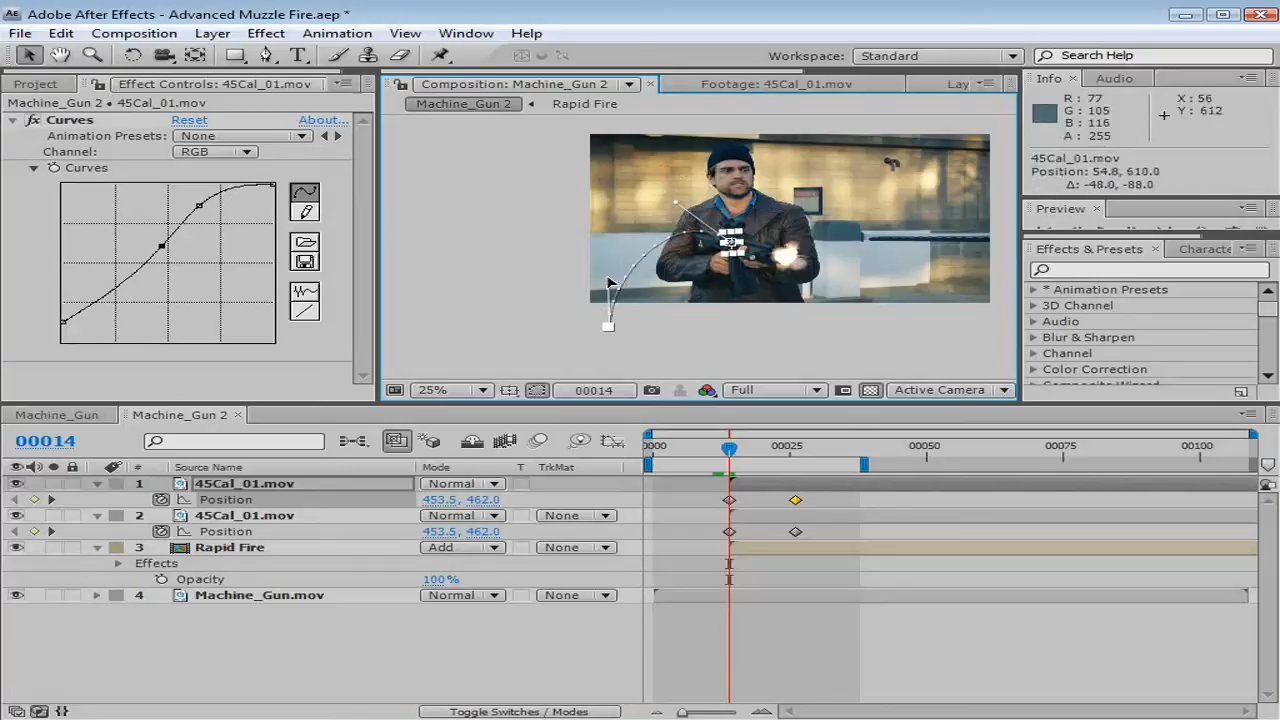 Ae Adobe After Effects - Advanced Muzzle Fire.aep *
File Edit Composition Layer Effect Animation View Window Help
Workspace: Standard Search Help
Project Effect Controls: 45Cal_01.mov Composition: Machine_Gun 2 Footage: 45Cal_01.mov Lay Info Audio
Machine_Gun 2 • 45Cal_01.mov Machine_Gun 2 Rapid Fire
R: 77 X: 56
G: 105 Y: 612
B: 116
A: 255
fx Curves Reset About...
Animation Presets: None
Channel: RGB
Curves
45Cal_01.mov
Position: 54.8, 610.0
Δ: -48.0, -88.0
Preview
Effects & Presets Characte
* Animation Presets
3D Channel
Audio
Blur & Sharpen
Channel
Color Correction
25% 00014 Full Active Camera
Machine_Gun Machine_Gun 2
00014 0000 00025 00050 00075 00100
# Source Name Mode T TrkMat
1 45Cal_01.mov Normal
Position 453.5, 462.0
2 45Cal_01.mov Normal None
Position 453.5, 462.0
3 Rapid Fire Add None
Effects
Opacity 100%
4 Machine_Gun.mov Normal None
Toggle Switches / Modes